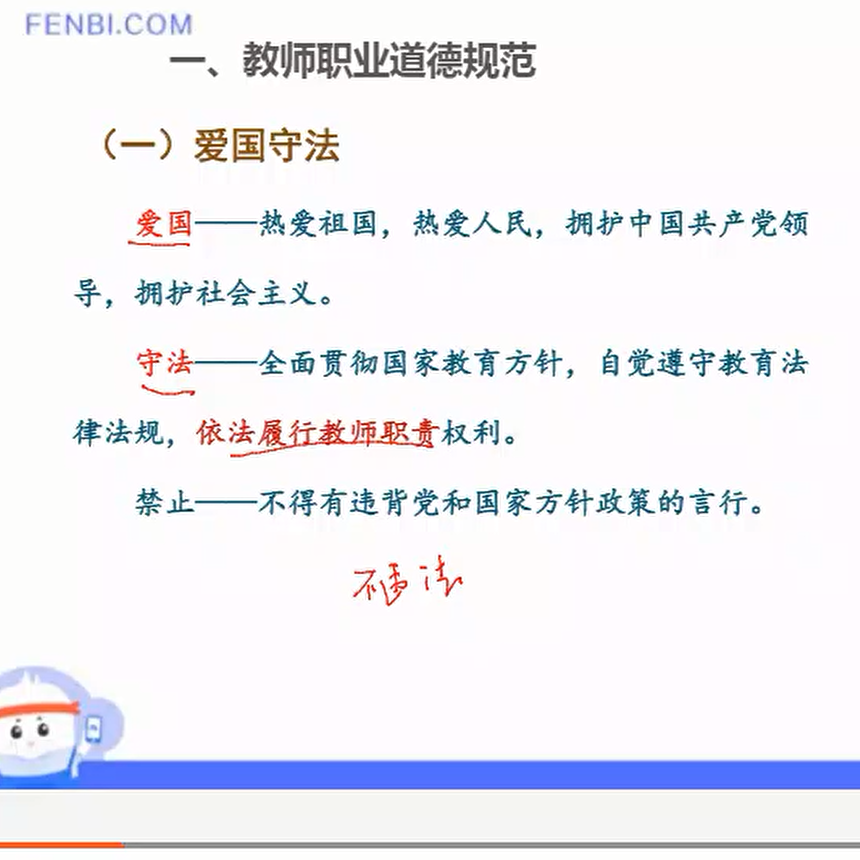 FENBI.COM
一、教师职业道德规范
（一）爱国守法
爱国——热爱祖国，热爱人民，拥护中国共产党领
导，拥护社会主义。
守法——全面贯彻国家教育方针，自觉遵守教育法
律法规，依法履行教师职责权利。
禁止——不得有违背党和国家方针政策的言行。